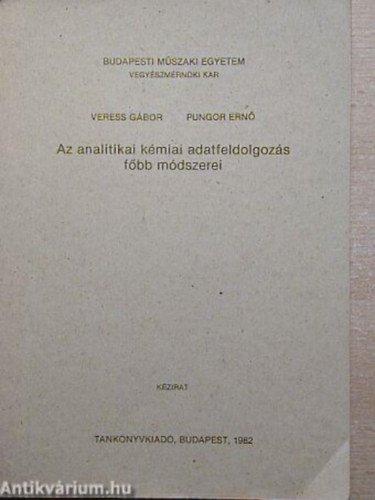 BUDAPESTI MŰSZAKI EGYETEM
VEGYÉSZMÉRNÖKI KAR
VERESS GÁBOR PUNGOR ERNŐ
Az analitikai kémiai adatfeldolgozás
főbb módszerei
KÉZIRAT
TANKÖNYVKIADÓ, BUDAPEST, 1982
Antikvárium.hu